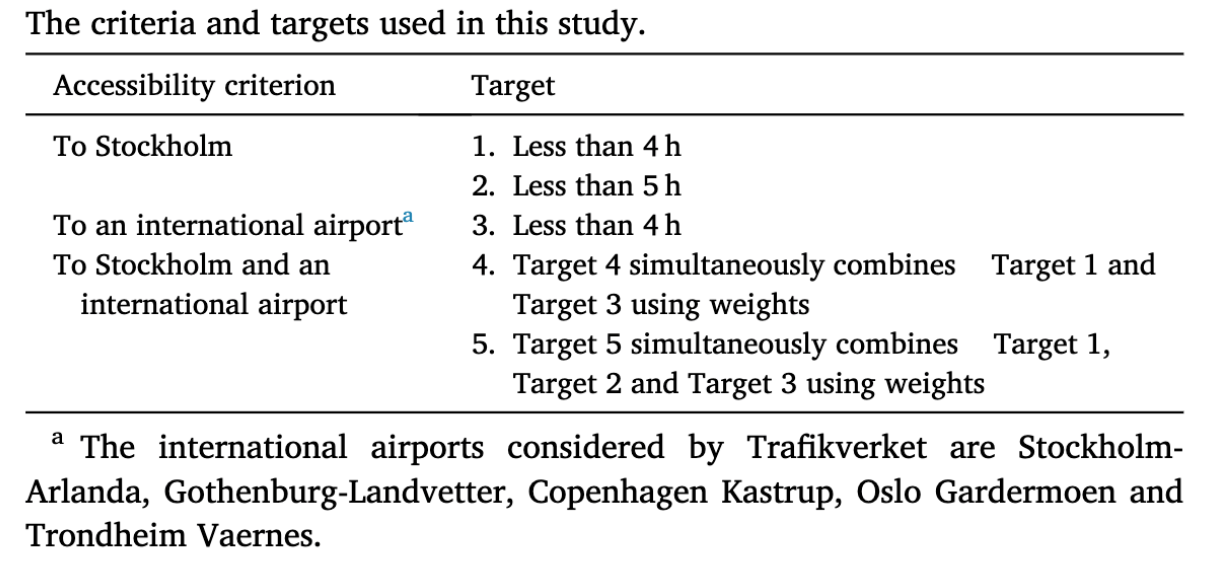 The criteria and targets used in this study.
Accessibility criterion Target
To Stockholm 1. Less than 4 h
2. Less than 5 h
To an international airportᵃ 3. Less than 4 h
To Stockholm and an 4. Target 4 simultaneously combines Target 1 and
international airport Target 3 using weights
5. Target 5 simultaneously combines Target 1,
Target 2 and Target 3 using weights
ᵃ The international airports considered by Trafikverket are Stockholm-
Arlanda, Gothenburg-Landvetter, Copenhagen Kastrup, Oslo Gardermoen and
Trondheim Vaernes.